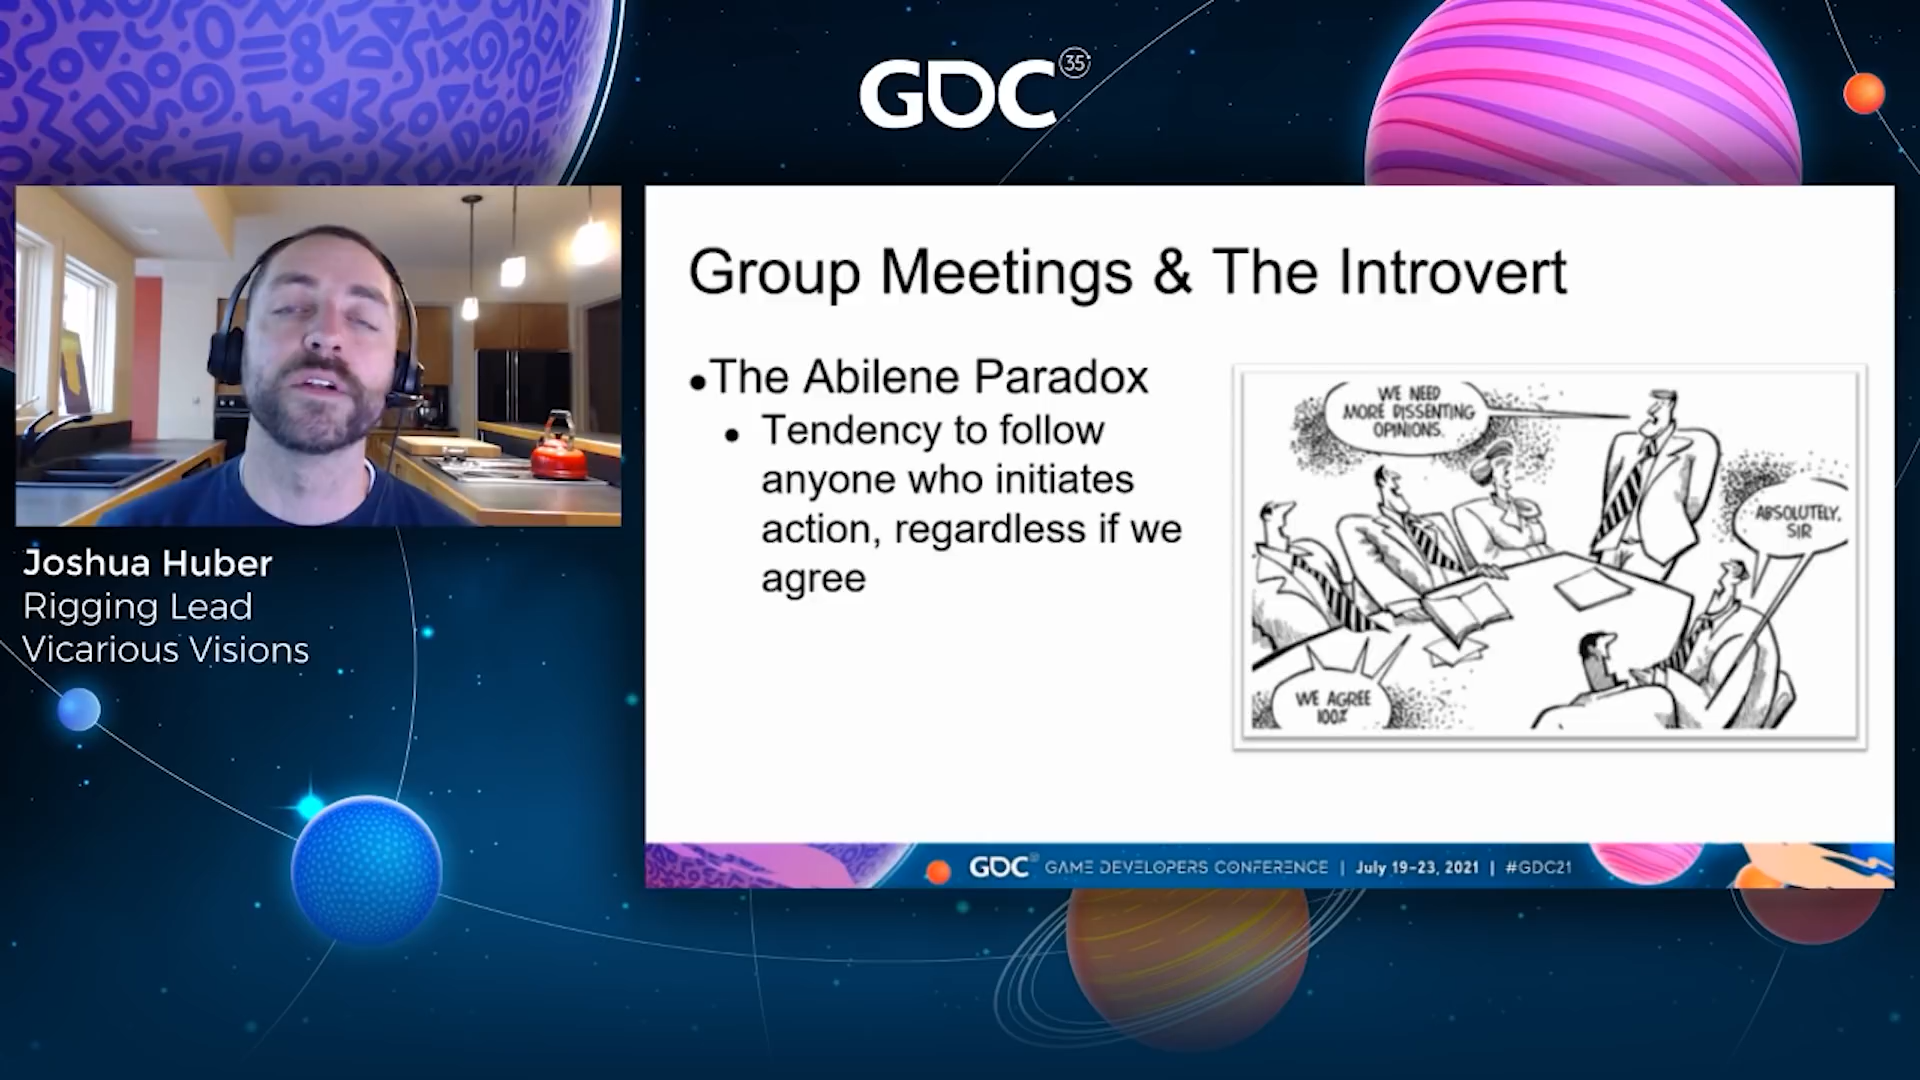 GDC 35
Group Meetings & The Introvert
•The Abilene Paradox
• Tendency to follow
anyone who initiates
action, regardless if we
agree
WE NEED
MORE DISSENTING
OPINIONS.
ABSOLUTELY,
SIR
WE AGREE
100%
Joshua Huber
Rigging Lead
Vicarious Visions
GDC GAME DEVELOPERS CONFERENCE | July 19-23, 2021 | #GDC21